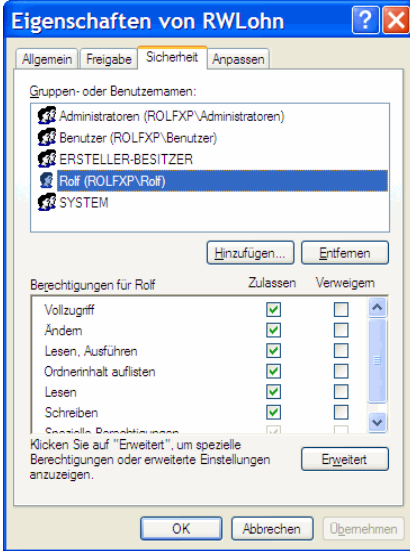 Eigenschaften von RWLohn
Allgemein Freigabe Sicherheit Anpassen
Gruppen- oder Benutzernamen:
Administratoren (ROLFXP\Administratoren)
Benutzer (ROLFXP\Benutzer)
ERSTELLER-BESITZER
Rolf (ROLFXP\Rolf)
SYSTEM
Hinzufügen... Entfernen
Berechtigungen für Rolf Zulassen Verweigern
Vollzugriff
Ändern
Lesen, Ausführen
Ordnerinhalt auflisten
Lesen
Schreiben
Spezielle Berechtigungen
Klicken Sie auf "Erweitert", um spezielle
Berechtigungen oder erweiterte Einstellungen
anzuzeigen.
Erweitert
OK Abbrechen Übernehmen